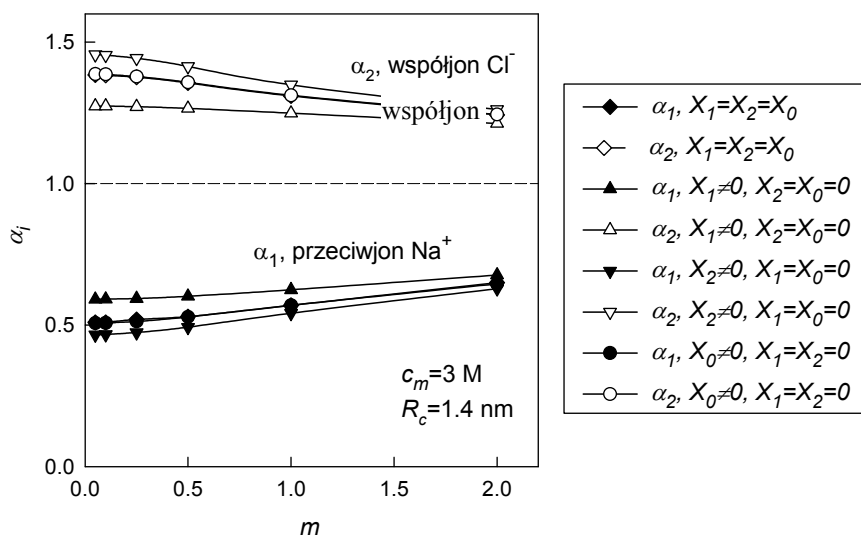 1.5
1.0
0.5
0.0
αᵢ
α₂, współjon Cl⁻
współjon
α₁, przeciwjon Na⁺
cₘ=3 M
R꜀=1.4 nm
0.0 0.5 1.0 1.5 2.0
m
α₁, X₁=X₂=X₀
α₂, X₁=X₂=X₀
α₁, X₁≠0, X₂=X₀=0
α₂, X₁≠0, X₂=X₀=0
α₁, X₂≠0, X₁=X₀=0
α₂, X₂≠0, X₁=X₀=0
α₁, X₀≠0, X₁=X₂=0
α₂, X₀≠0, X₁=X₂=0